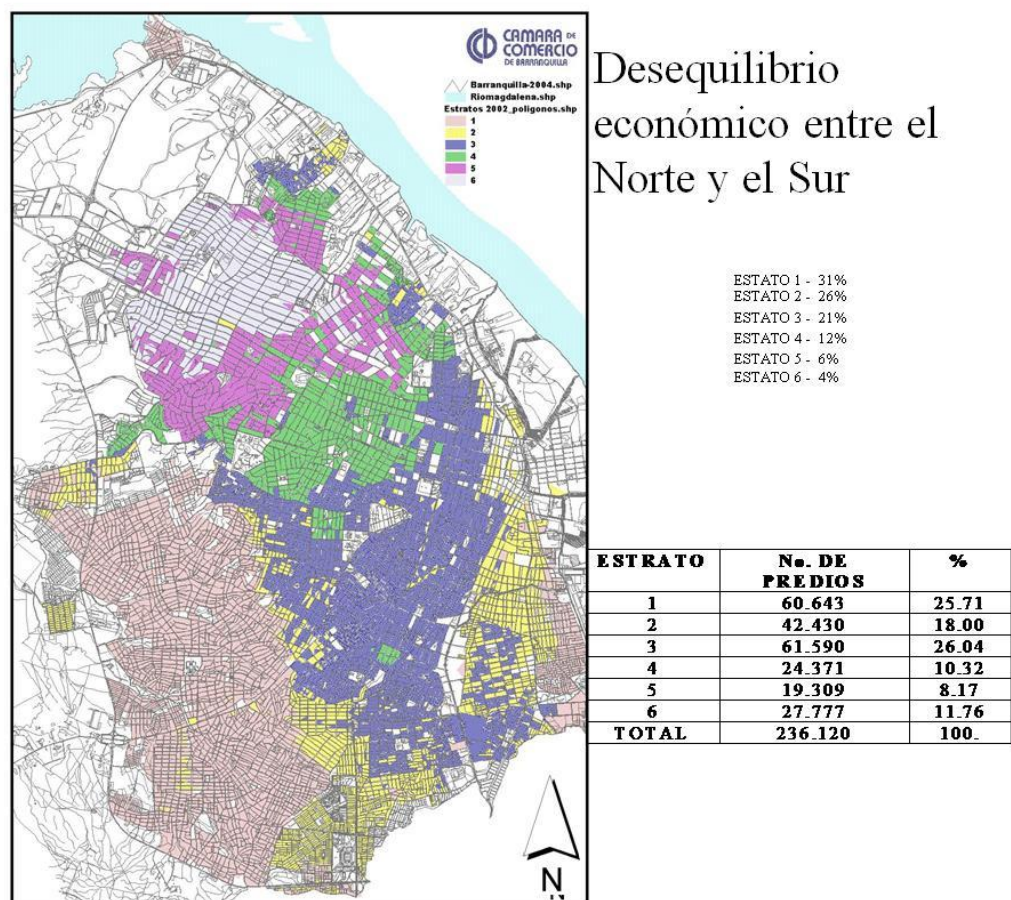 CAMARA DE
COMERCIO
DE BARRANQUILLA
Barranquilla-2004.shp
Riomagdalena.shp
Estratos 2002_poligonos.shp
1
2
3
4
5
6
N
Desequilibrio
económico entre el
Norte y el Sur
ESTATO 1 - 31%
ESTATO 2 - 26%
ESTATO 3 - 21%
ESTATO 4 - 12%
ESTATO 5 - 6%
ESTATO 6 - 4%
ESTRATO No. DE PREDIOS %
1 60.643 25.71
2 42.430 18.00
3 61.590 26.04
4 24.371 10.32
5 19.309 8.17
6 27.777 11.76
TOTAL 236.120 100.